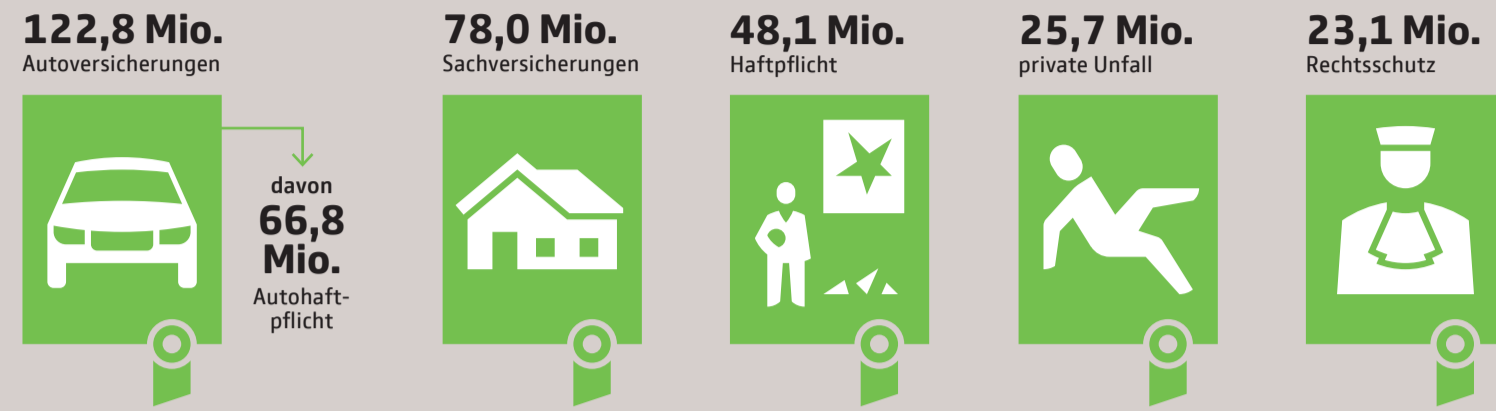 122,8 Mio.
Autoversicherungen
davon
66,8
Mio.
Autohaft-
pflicht
78,0 Mio.
Sachversicherungen
48,1 Mio.
Haftpflicht
25,7 Mio.
private Unfall
23,1 Mio.
Rechtsschutz